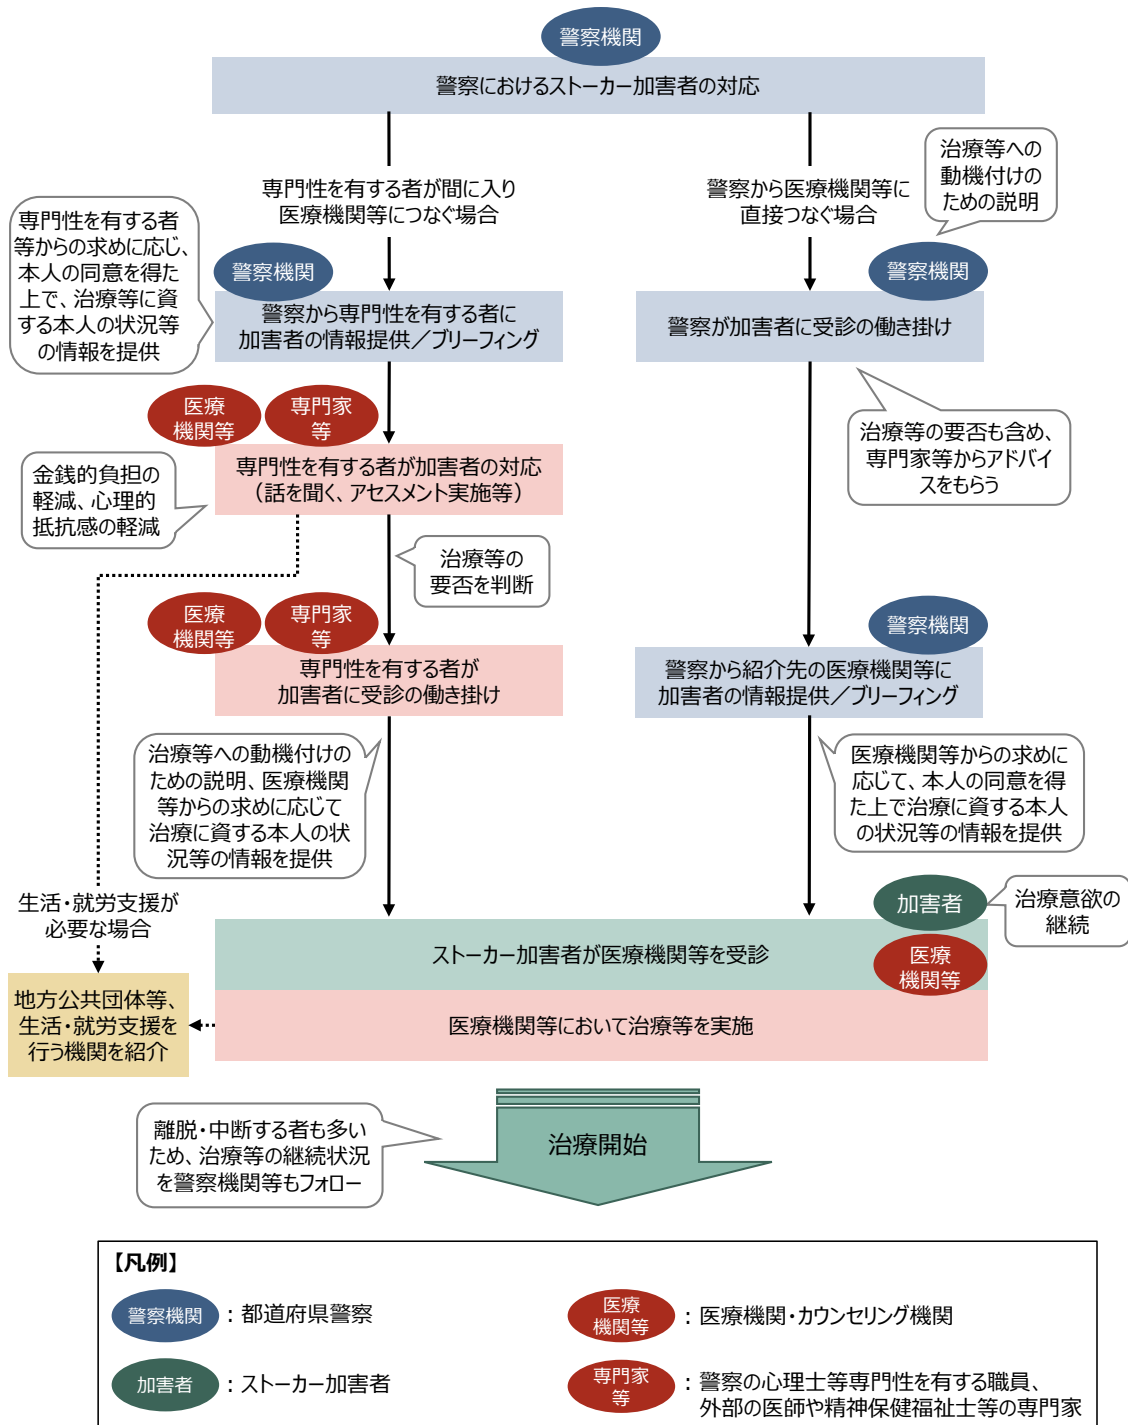 警察機関
警察におけるストーカー加害者の対応
専門性を有する者が間に入り
医療機関等につなぐ場合
警察から医療機関等に
直接つなぐ場合
治療等への
動機付けの
ための説明
専門性を有する者
等からの求めに応じ、
本人の同意を得た
上で、治療等に資
する本人の状況等
の情報を提供
警察機関
警察から専門性を有する者に
加害者の情報提供／ブリーフィング
警察機関
警察が加害者に受診の働き掛け
医療
機関等
専門家
等
専門性を有する者が加害者の対応
（話を聞く、アセスメント実施等）
金銭的負担の
軽減、心理的
抵抗感の軽減
治療等の要否も含め、
専門家等からアドバイ
スをもらう
治療等の
要否を判断
医療
機関等
専門家
等
専門性を有する者が
加害者に受診の働き掛け
警察機関
警察から紹介先の医療機関等に
加害者の情報提供／ブリーフィング
治療等への動機付けの
ための説明、医療機関
等からの求めに応じて
治療に資する本人の状
況等の情報を提供
医療機関等からの求めに
応じて、本人の同意を得
た上で治療に資する本人
の状況等の情報を提供
生活・就労支援が
必要な場合
加害者
治療意欲の
継続
ストーカー加害者が医療機関等を受診
医療
機関等
地方公共団体等、
生活・就労支援を
行う機関を紹介
医療機関等において治療等を実施
離脱・中断する者も多い
ため、治療等の継続状況
を警察機関等もフォロー
治療開始
【凡例】
警察機関
：都道府県警察
医療
機関等
：医療機関・カウンセリング機関
加害者
：ストーカー加害者
専門家
等
：警察の心理士等専門性を有する職員、
外部の医師や精神保健福祉士等の専門家